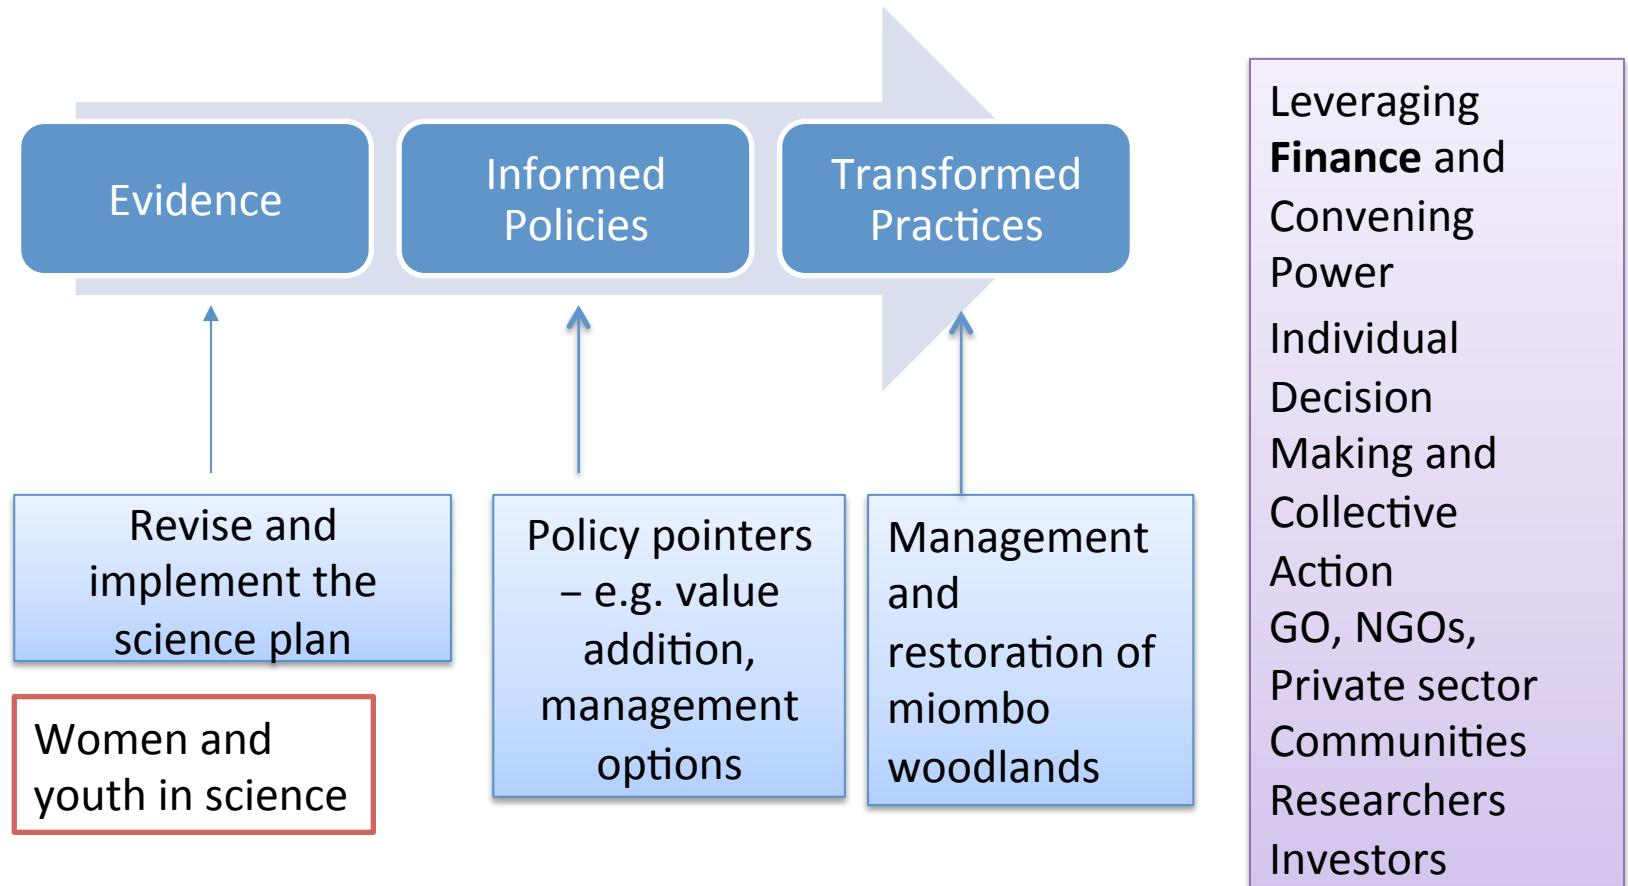 Evidence
Informed
Policies
Transformed
Practices
Revise and
implement the
science plan
Women and
youth in science
Policy pointers
– e.g. value
addition,
management
options
Management
and
restoration of
miombo
woodlands
Leveraging
Finance and
Convening
Power
Individual
Decision
Making and
Collective
Action
GO, NGOs,
Private sector
Communities
Researchers
Investors